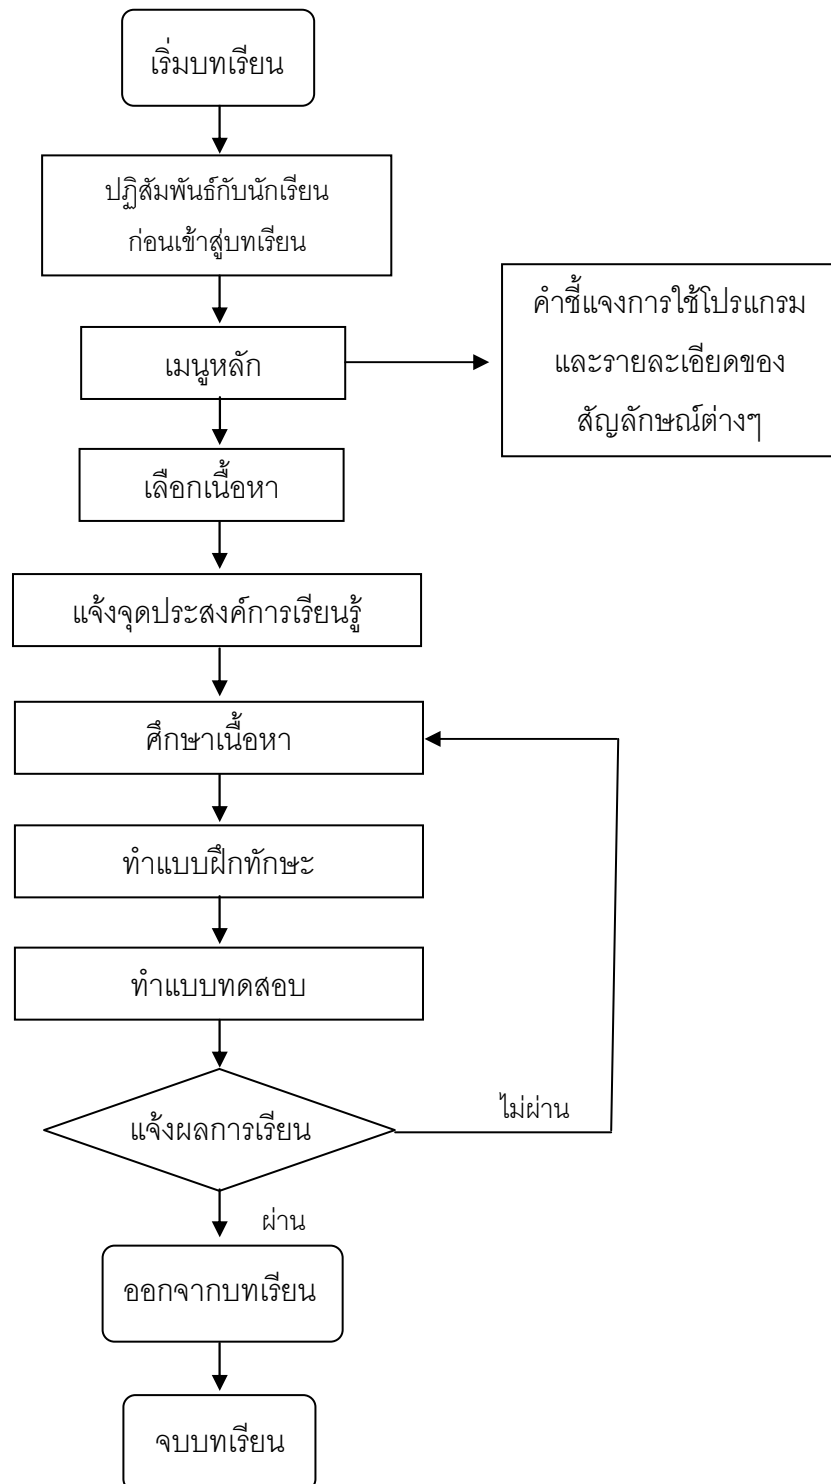 เริ่มบทเรียน
ปฏิสัมพันธ์กับนักเรียน
ก่อนเข้าสู่บทเรียน
เมนูหลัก
คำชี้แจงการใช้โปรแกรม
และรายละเอียดของ
สัญลักษณ์ต่างๆ
เลือกเนื้อหา
แจ้งจุดประสงค์การเรียนรู้
ศึกษาเนื้อหา
ทำแบบฝึกทักษะ
ทำแบบทดสอบ
แจ้งผลการเรียน
ไม่ผ่าน
ผ่าน
ออกจากบทเรียน
จบบทเรียน